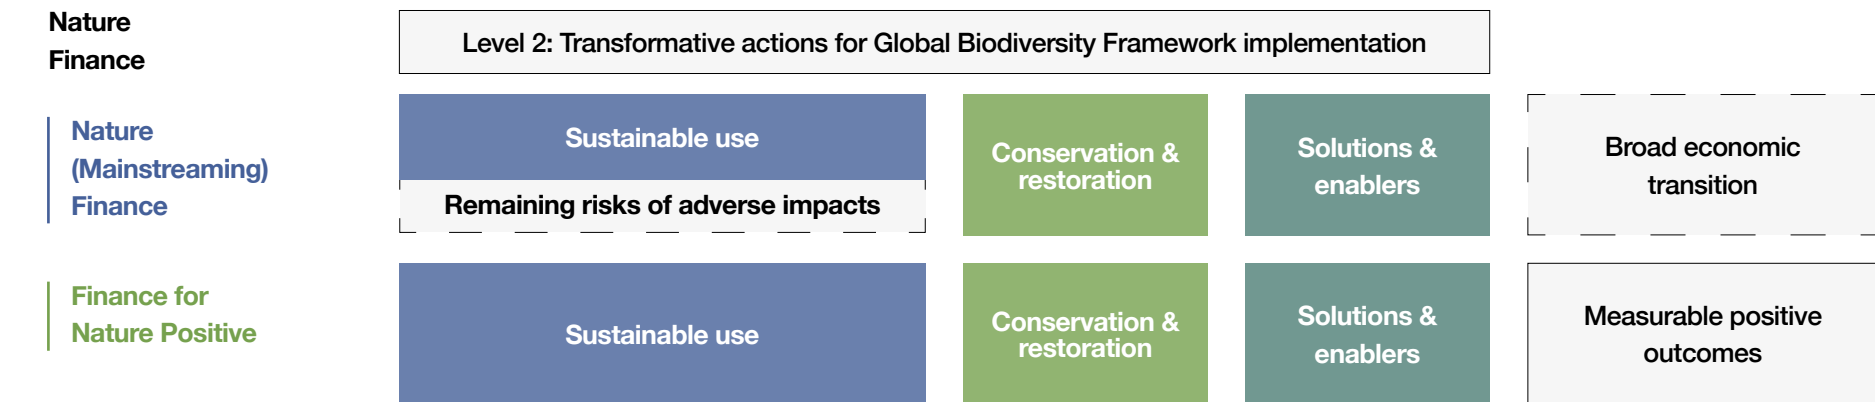 Nature
Finance
Level 2: Transformative actions for Global Biodiversity Framework implementation
Nature
(Mainstreaming)
Finance
Sustainable use
Remaining risks of adverse impacts
Conservation &
restoration
Solutions &
enablers
Broad economic
transition
Finance for
Nature Positive
Sustainable use
Conservation &
restoration
Solutions &
enablers
Measurable positive
outcomes